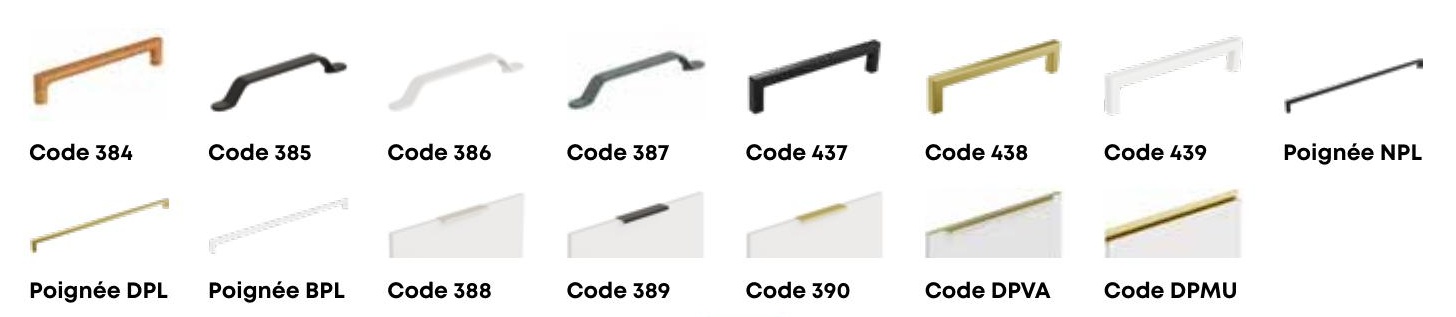 Code 384
Code 385
Code 386
Code 387
Code 437
Code 438
Code 439
Poignée NPL
Poignée DPL
Poignée BPL
Code 388
Code 389
Code 390
Code DPVA
Code DPMU